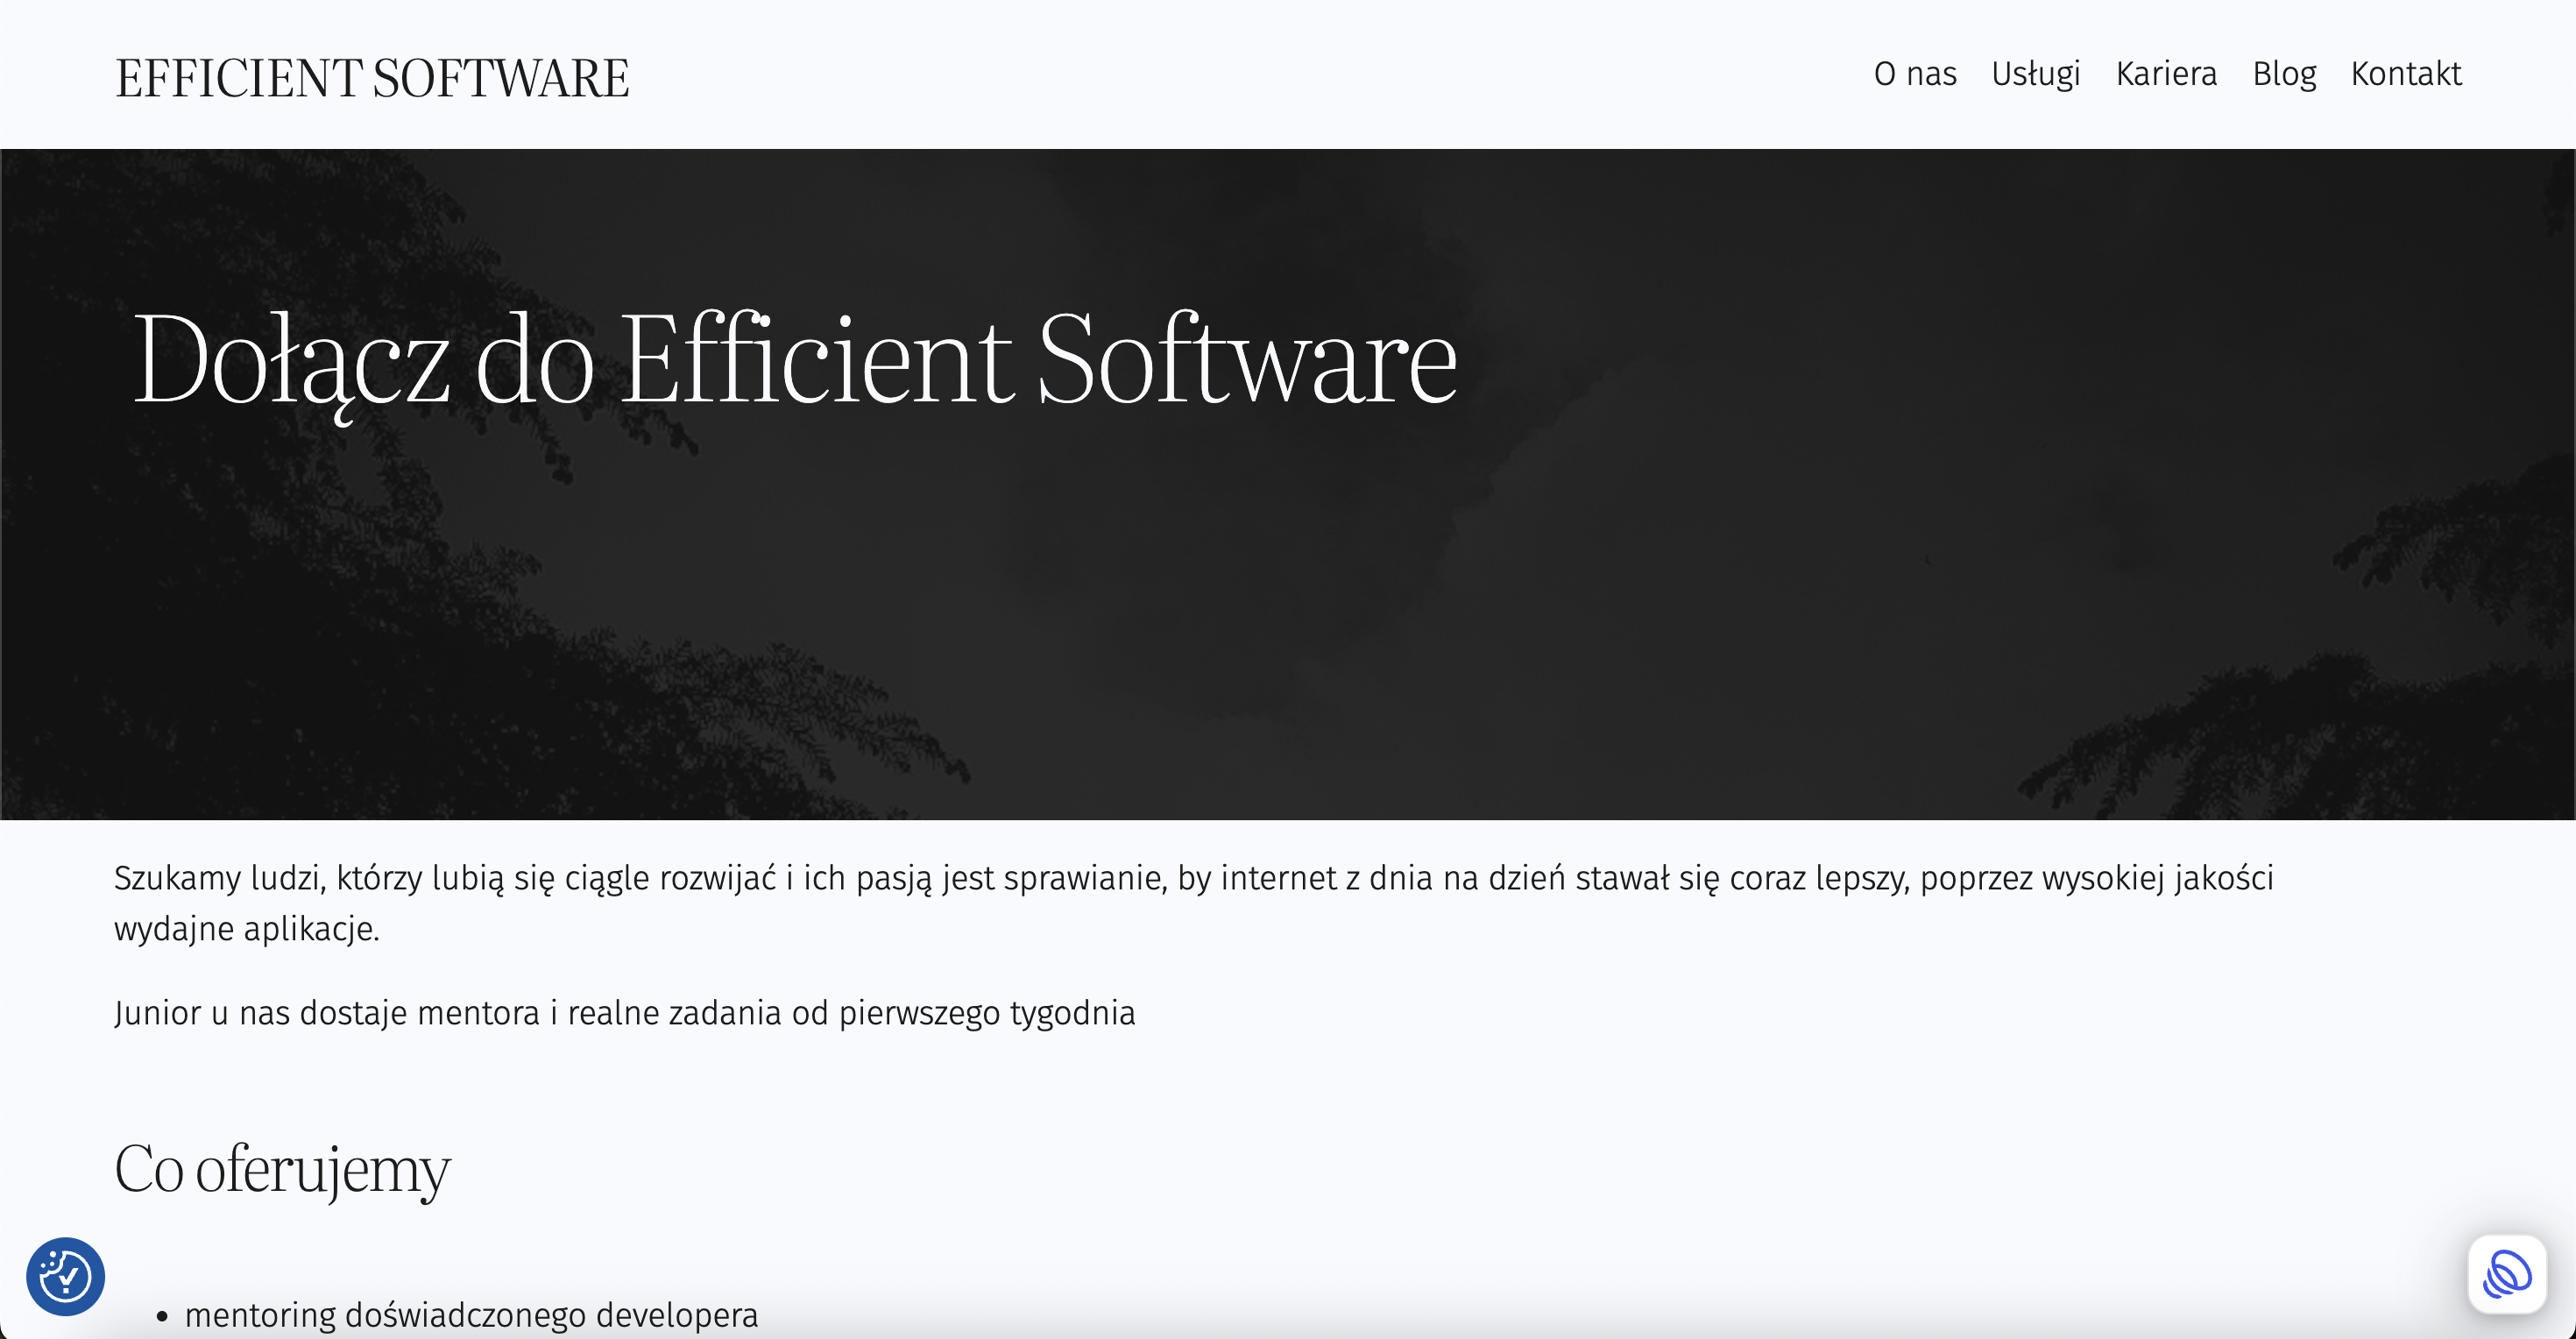 EFFICIENT SOFTWARE
O nas Usługi Kariera Blog Kontakt
Dołącz do Efficient Software
Szukamy ludzi, którzy lubią się ciągle rozwijać i ich pasją jest sprawianie, by internet z dnia na dzień stawał się coraz lepszy, poprzez wysokiej jakości
wydajne aplikacje.
Junior u nas dostaje mentora i realne zadania od pierwszego tygodnia
Co oferujemy
• mentoring doświadczonego developera